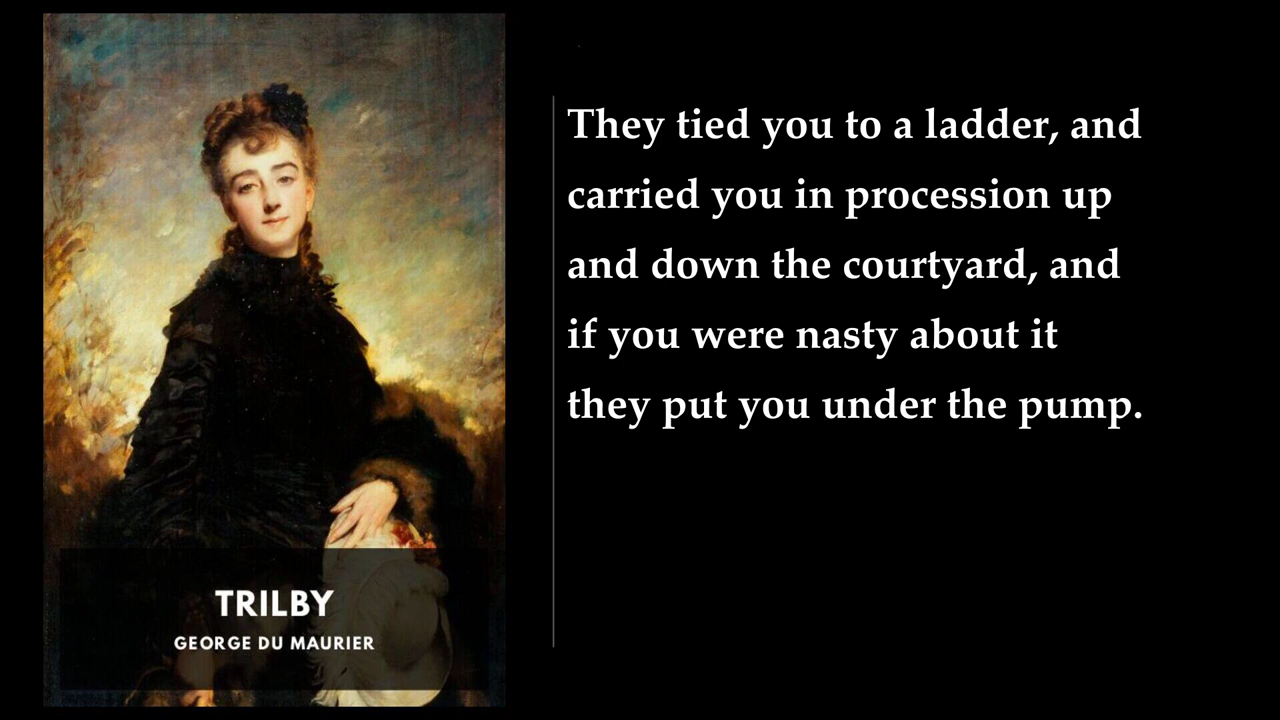 TRILBY
GEORGE DU MAURIER
They tied you to a ladder, and
carried you in procession up
and down the courtyard, and
if you were nasty about it
they put you under the pump.